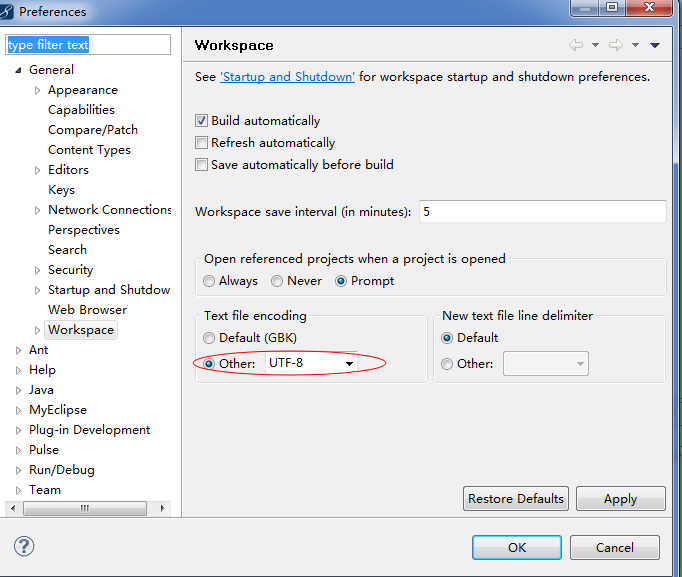 Preferences
type filter text
General
Appearance
Capabilities
Compare/Patch
Content Types
Editors
Keys
Network Connections
Perspectives
Search
Security
Startup and Shutdow
Web Browser
Workspace
Ant
Help
Java
MyEclipse
Plug-in Development
Pulse
Run/Debug
Team
Workspace
See 'Startup and Shutdown' for workspace startup and shutdown preferences.
Build automatically
Refresh automatically
Save automatically before build
Workspace save interval (in minutes): 5
Open referenced projects when a project is opened
Always Never Prompt
Text file encoding
Default (GBK)
Other: UTF-8
New text file line delimiter
Default
Other:
Restore Defaults Apply
OK Cancel